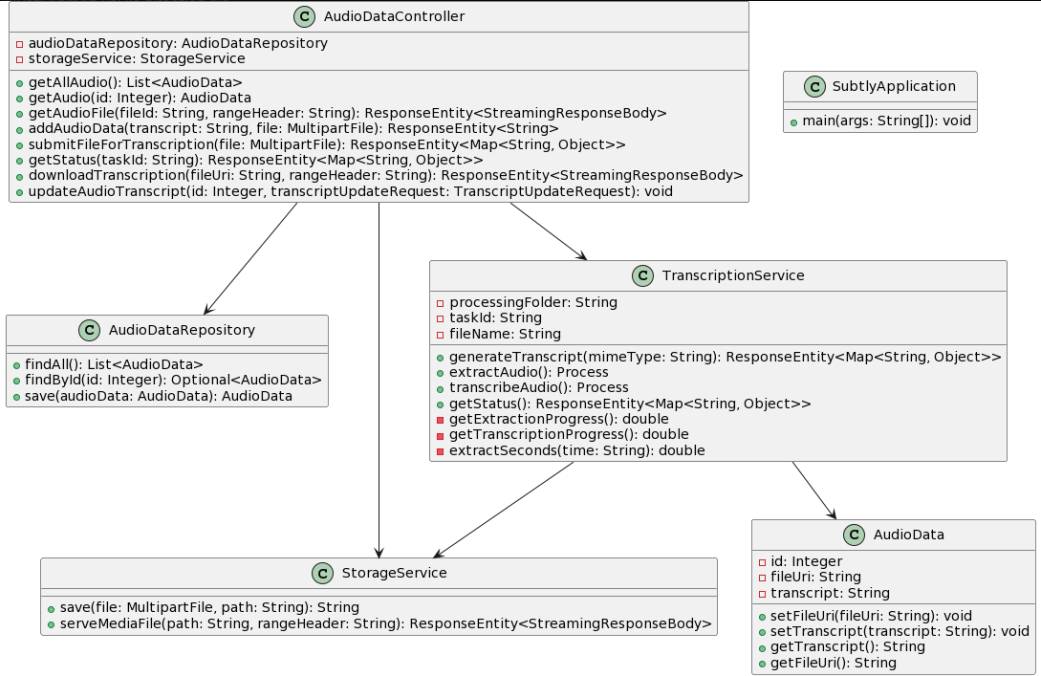 C AudioDataController
audioDataRepository: AudioDataRepository
storageService: StorageService
getAllAudio(): List<AudioData>
getAudio(id: Integer): AudioData
getAudioFile(fileId: String, rangeHeader: String): ResponseEntity<StreamingResponseBody>
addAudioData(transcript: String, file: MultipartFile): ResponseEntity<String>
submitFileForTranscription(file: MultipartFile): ResponseEntity<Map<String, Object>>
getStatus(taskId: String): ResponseEntity<Map<String, Object>>
downloadTranscription(fileUri: String, rangeHeader: String): ResponseEntity<StreamingResponseBody>
updateAudioTranscript(id: Integer, transcriptUpdateRequest: TranscriptUpdateRequest): void
C SubtlyApplication
main(args: String[]): void
C TranscriptionService
processingFolder: String
taskId: String
fileName: String
generateTranscript(mimeType: String): ResponseEntity<Map<String, Object>>
extractAudio(): Process
transcribeAudio(): Process
getStatus(): ResponseEntity<Map<String, Object>>
getExtractionProgress(): double
getTranscriptionProgress(): double
extractSeconds(time: String): double
C AudioDataRepository
findAll(): List<AudioData>
findById(id: Integer): Optional<AudioData>
save(audioData: AudioData): AudioData
C StorageService
save(file: MultipartFile, path: String): String
serveMediaFile(path: String, rangeHeader: String): ResponseEntity<StreamingResponseBody>
C AudioData
id: Integer
fileUri: String
transcript: String
setFileUri(fileUri: String): void
setTranscript(transcript: String): void
getTranscript(): String
getFileUri(): String